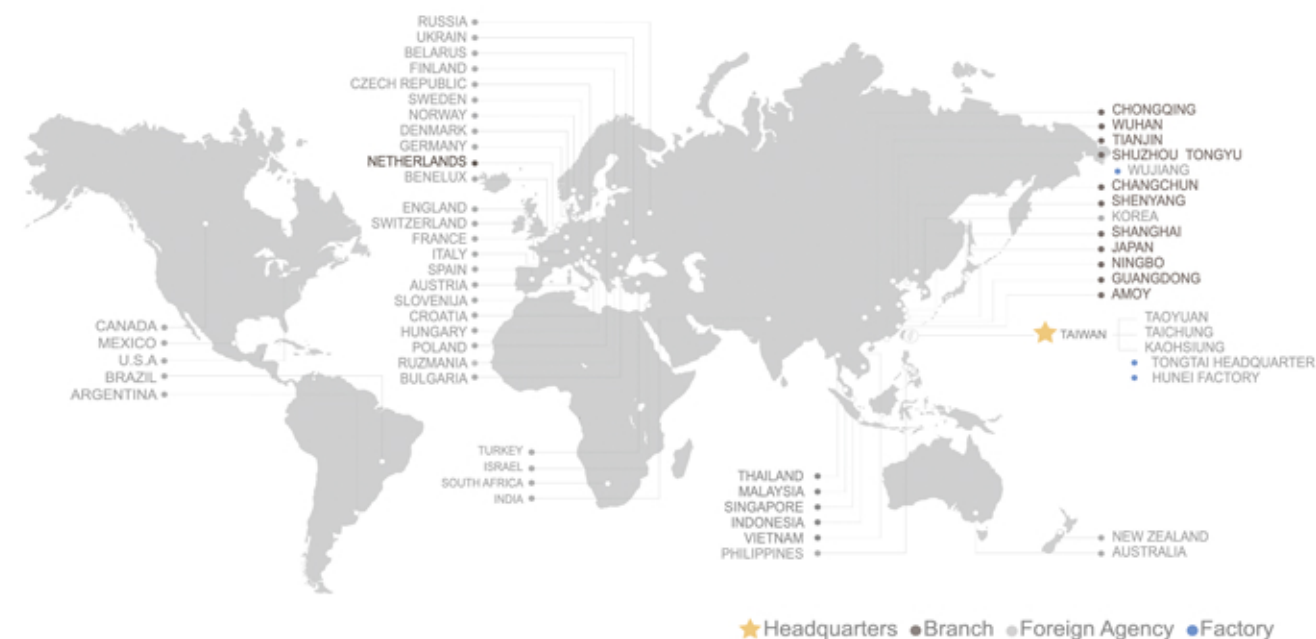 RUSSIA
UKRAIN
BELARUS
FINLAND
CZECH REPUBLIC
SWEDEN
NORWAY
DENMARK
GERMANY
NETHERLANDS
BENELUX
ENGLAND
SWITZERLAND
FRANCE
ITALY
SPAIN
AUSTRIA
SLOVENIJA
CROATIA
HUNGARY
POLAND
RUZMANIA
BULGARIA
CANADA
MEXICO
U.S.A
BRAZIL
ARGENTINA
TURKEY
ISRAEL
SOUTH AFRICA
INDIA
THAILAND
MALAYSIA
SINGAPORE
INDONESIA
VIETNAM
PHILIPPINES
CHONGQING
WUHAN
TIANJIN
SHUZHOU TONGYU
WUJIANG
CHANGCHUN
SHENYANG
KOREA
SHANGHAI
JAPAN
NINGBO
GUANGDONG
AMOY
TAIWAN
TAOYUAN
TAICHUNG
KAOHSIUNG
TONGTAI HEADQUARTER
HUNEI FACTORY
NEW ZEALAND
AUSTRALIA
Headquarters Branch Foreign Agency Factory